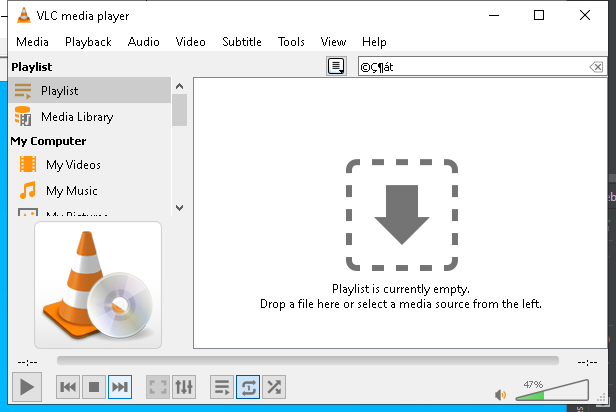 VLC media player
Media Playback Audio Video Subtitle Tools View Help
Playlist
©Ç¶át
Playlist
Media Library
My Computer
My Videos
My Music
My Pictures
Playlist is currently empty.
Drop a file here or select a media source from the left.
--:--
--:--
47%